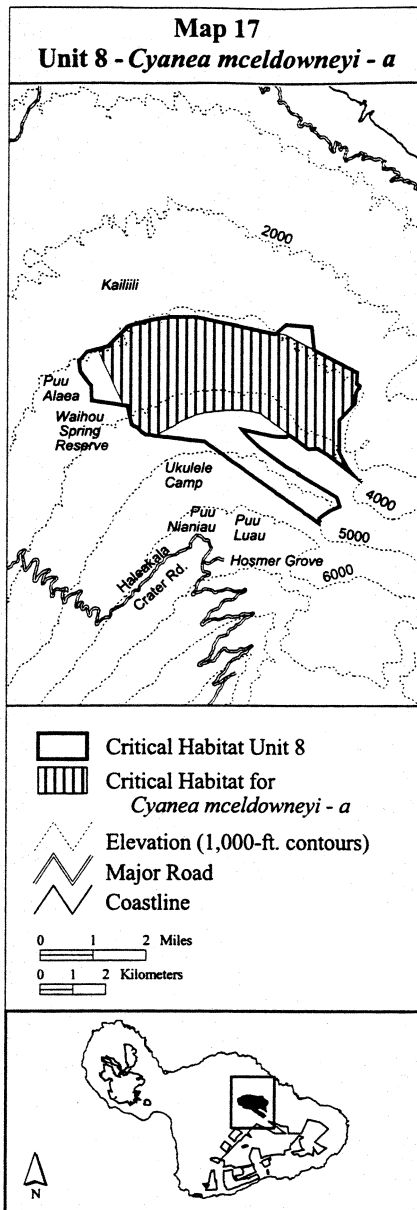 Map 17
Unit 8 - Cyanea mceldowneyi - a
2000
Kailiili
Puu
Alaea
Waihou
Spring
Reserve
Ukulele
Camp
4000
Puu
Nianiau
Puu
Luau
5000
Haleakala
Crater Rd.
Hosmer Grove
6000
Critical Habitat Unit 8
Critical Habitat for
Cyanea mceldowneyi - a
Elevation (1,000-ft. contours)
Major Road
Coastline
0 1 2 Miles
0 1 2 Kilometers
N